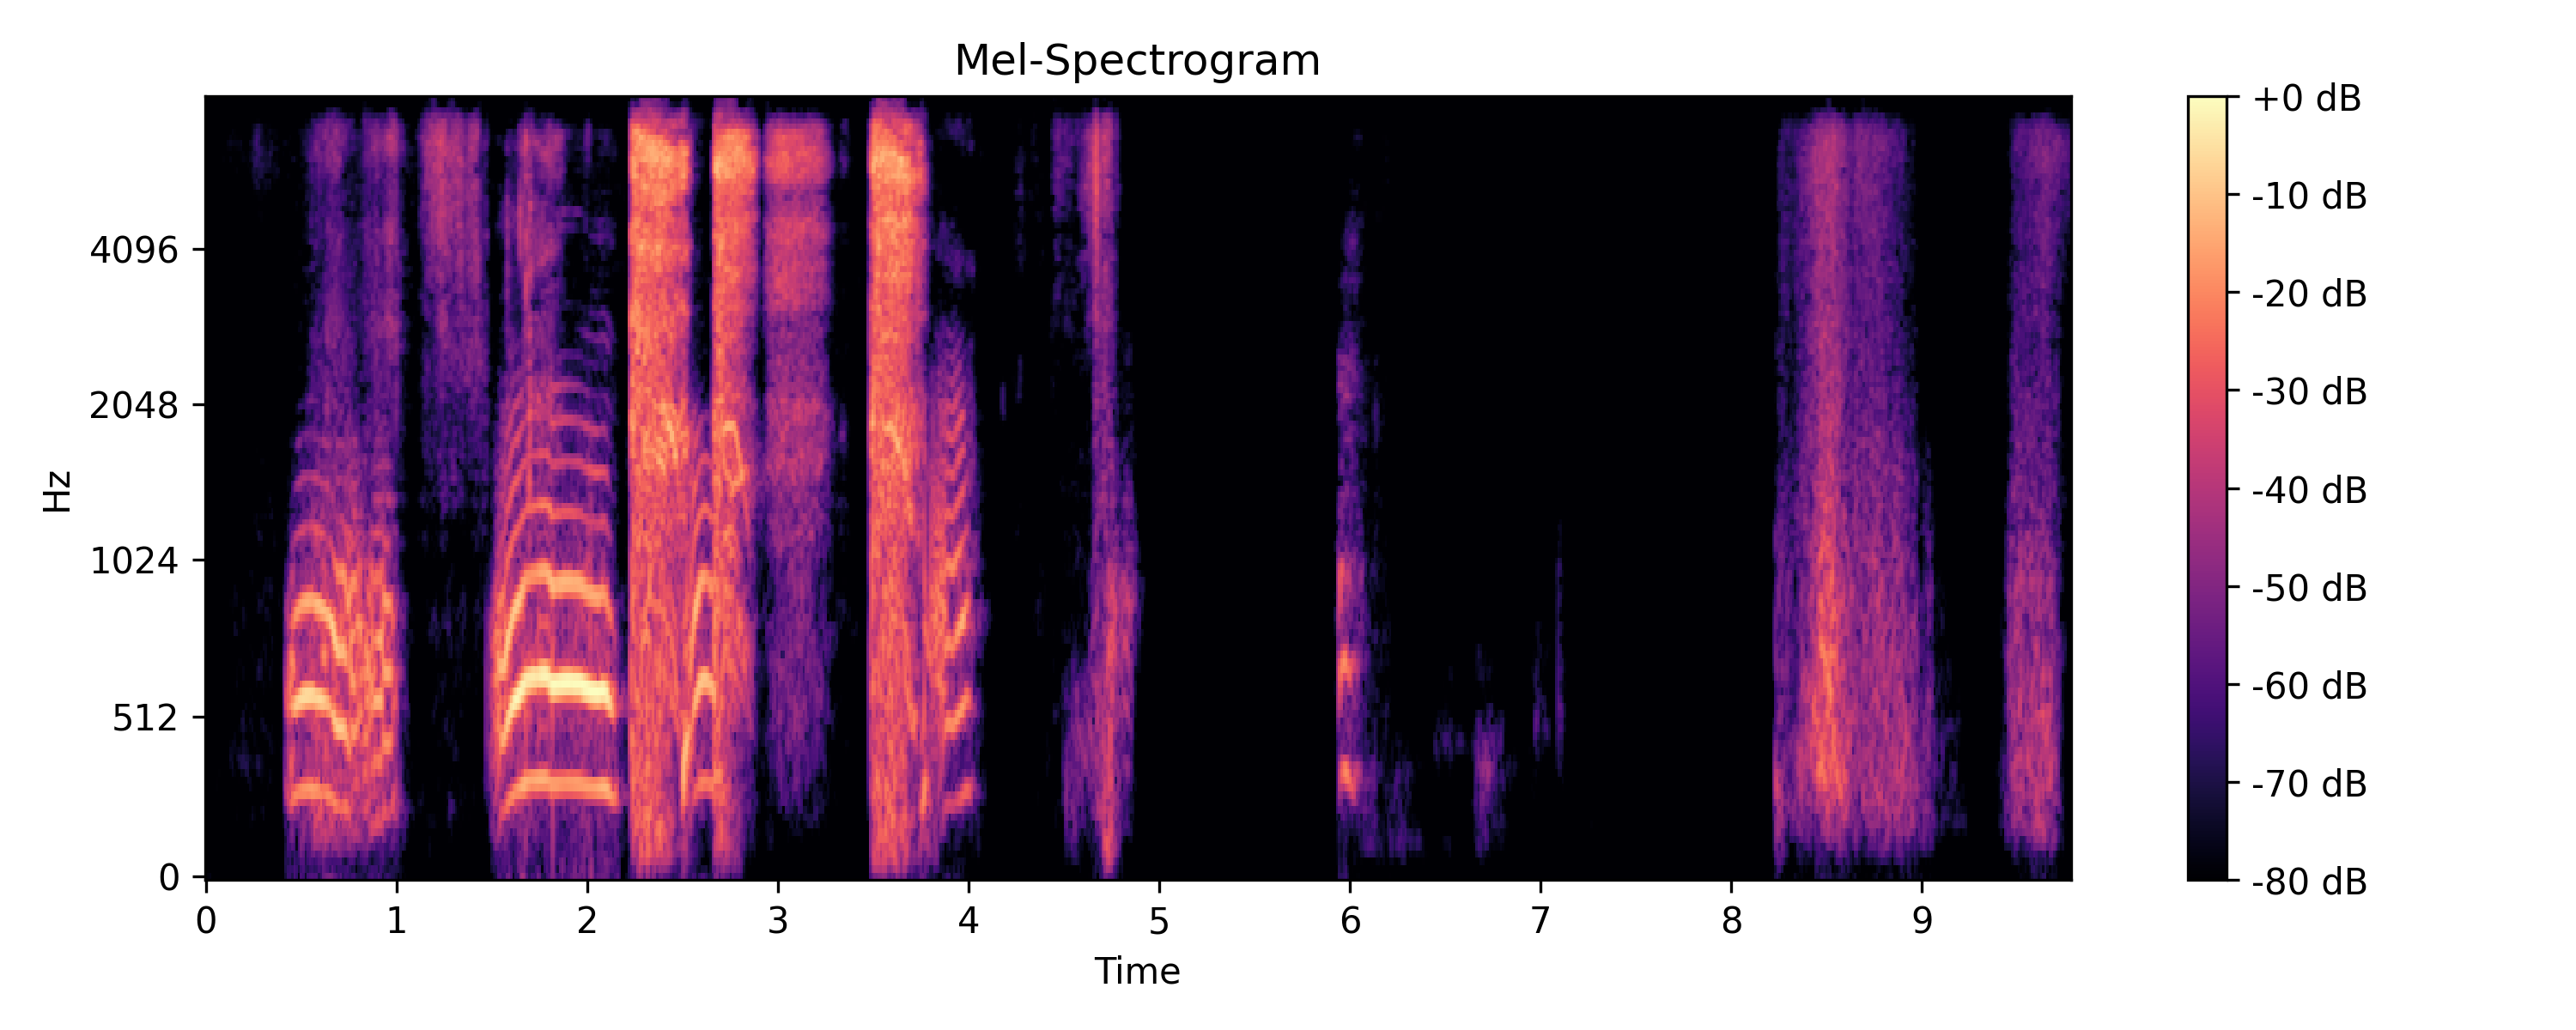 Mel-Spectrogram
+0 dB
-10 dB
-20 dB
-30 dB
-40 dB
-50 dB
-60 dB
-70 dB
-80 dB
Hz
4096
2048
1024
512
0
0 1 2 3 4 5 6 7 8 9
Time